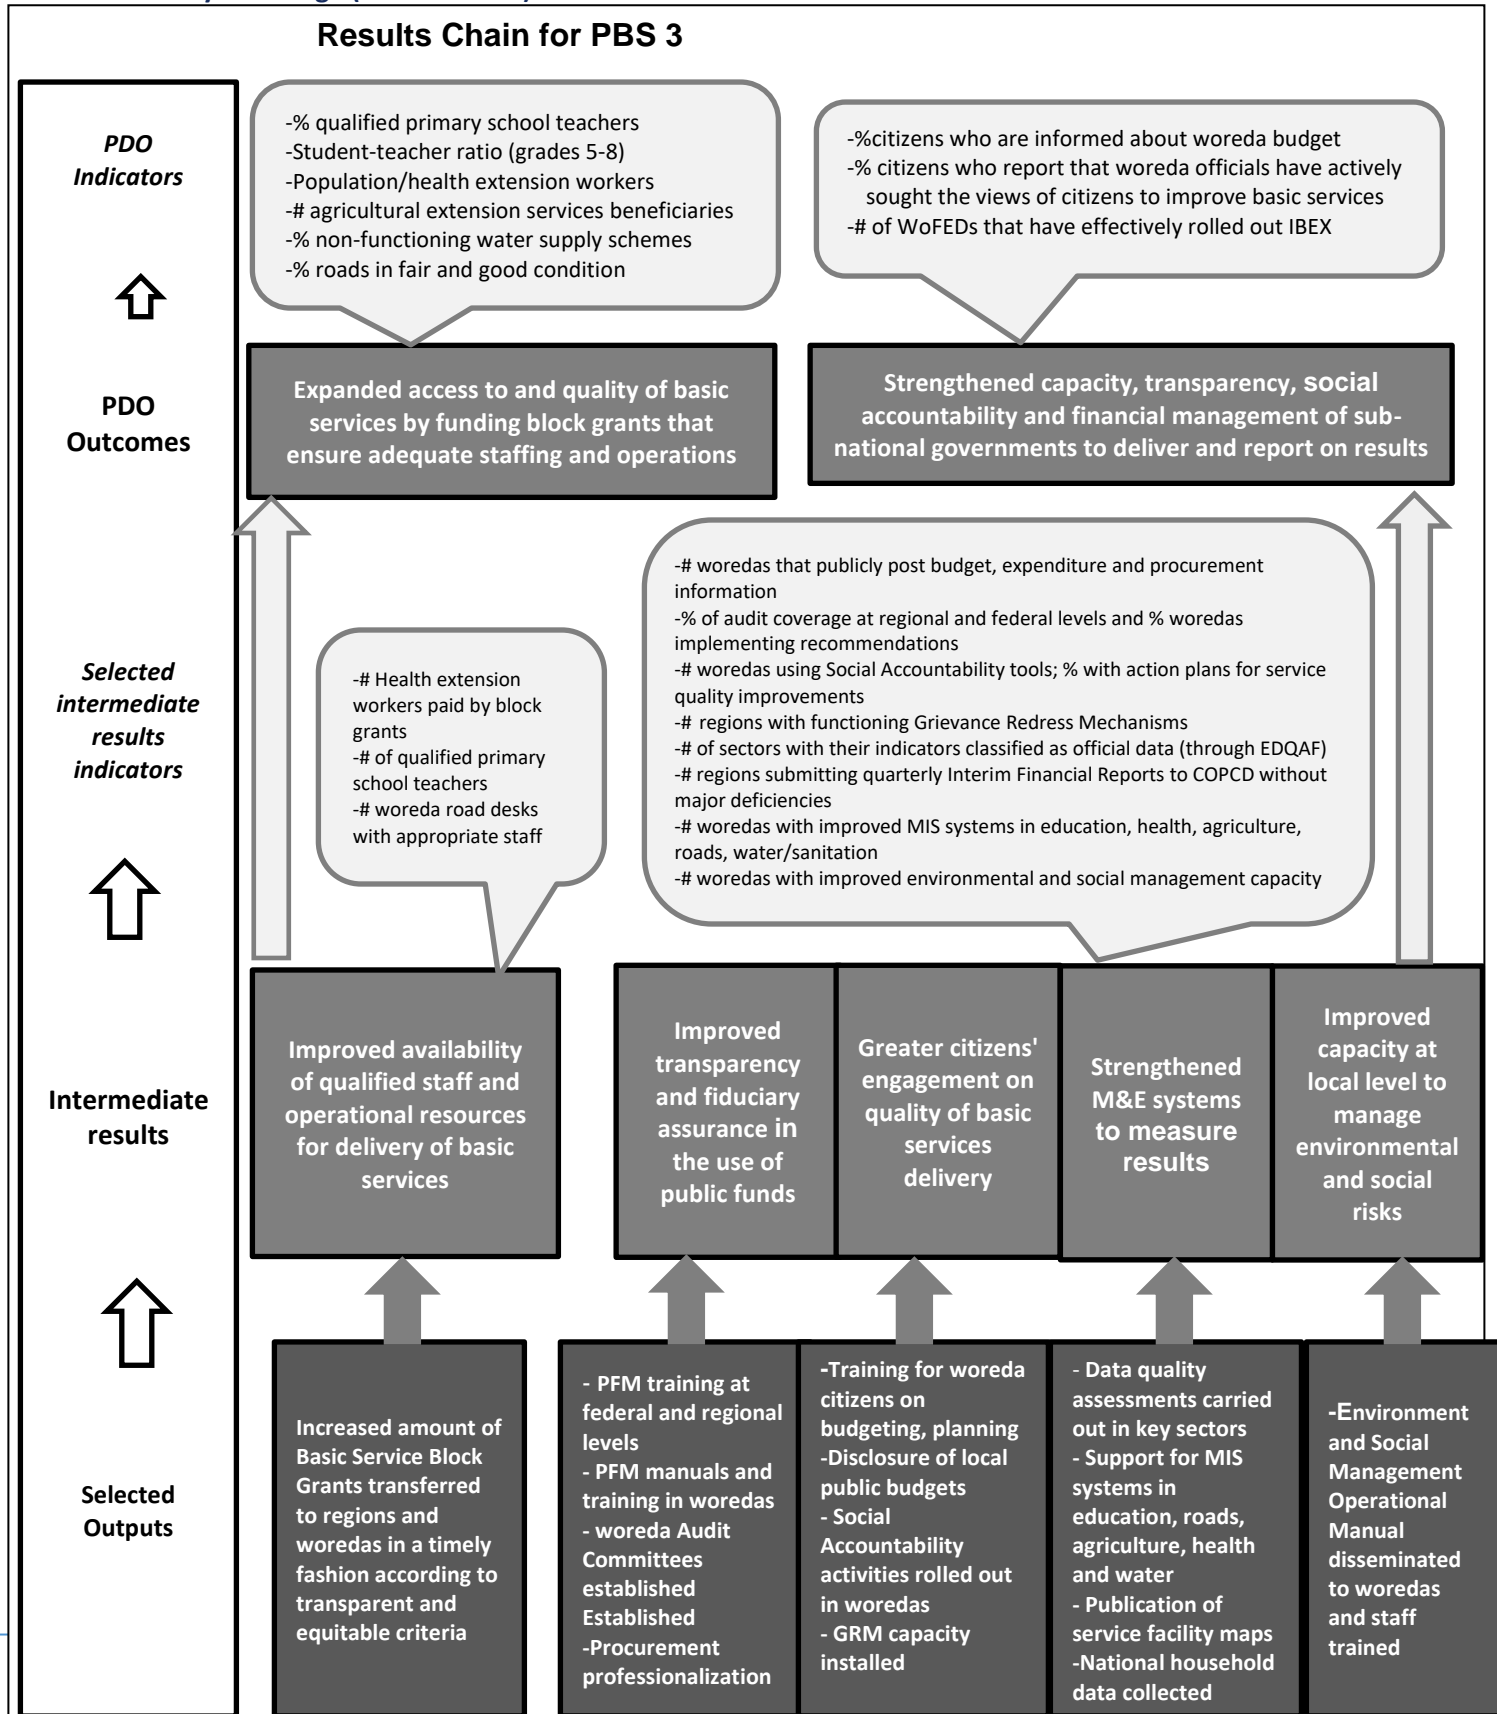 Results Chain for PBS 3
PDO
Indicators
-% qualified primary school teachers
-Student-teacher ratio (grades 5-8)
-Population/health extension workers
-# agricultural extension services beneficiaries
-% non-functioning water supply schemes
-% roads in fair and good condition
-%citizens who are informed about woreda budget
-% citizens who report that woreda officials have actively
sought the views of citizens to improve basic services
-# of WoFEDs that have effectively rolled out IBEX
PDO
Outcomes
Expanded access to and quality of basic
services by funding block grants that
ensure adequate staffing and operations
Strengthened capacity, transparency, social
accountability and financial management of sub-
national governments to deliver and report on results
Selected
intermediate
results
indicators
-# Health extension
workers paid by block
grants
-# of qualified primary
school teachers
-# woreda road desks
with appropriate staff
-# woredas that publicly post budget, expenditure and procurement
information
-% of audit coverage at regional and federal levels and % woredas
implementing recommendations
-# woredas using Social Accountability tools; % with action plans for service
quality improvements
-# regions with functioning Grievance Redress Mechanisms
-# of sectors with their indicators classified as official data (through EDQAF)
-# regions submitting quarterly Interim Financial Reports to COPCD without
major deficiencies
-# woredas with improved MIS systems in education, health, agriculture,
roads, water/sanitation
-# woredas with improved environmental and social management capacity
Intermediate
results
Improved availability
of qualified staff and
operational resources
for delivery of basic
services
Improved
transparency
and fiduciary
assurance in
the use of
public funds
Greater citizens'
engagement on
quality of basic
services
delivery
Strengthened
M&E systems
to measure
results
Improved
capacity at
local level to
manage
environmental
and social
risks
Selected
Outputs
Increased amount of
Basic Service Block
Grants transferred
to regions and
woredas in a timely
fashion according to
transparent and
equitable criteria
- PFM training at
federal and regional
levels
- PFM manuals and
training in woredas
- woreda Audit
Committees
established
Established
-Procurement
professionalization
-Training for woreda
citizens on
budgeting, planning
-Disclosure of local
public budgets
- Social
Accountability
activities rolled out
in woredas
- GRM capacity
installed
- Data quality
assessments carried
out in key sectors
- Support for MIS
systems in
education, roads,
agriculture, health
and water
- Publication of
service facility maps
-National household
data collected
-Environment
and Social
Management
Operational
Manual
disseminated
to woredas
and staff
trained